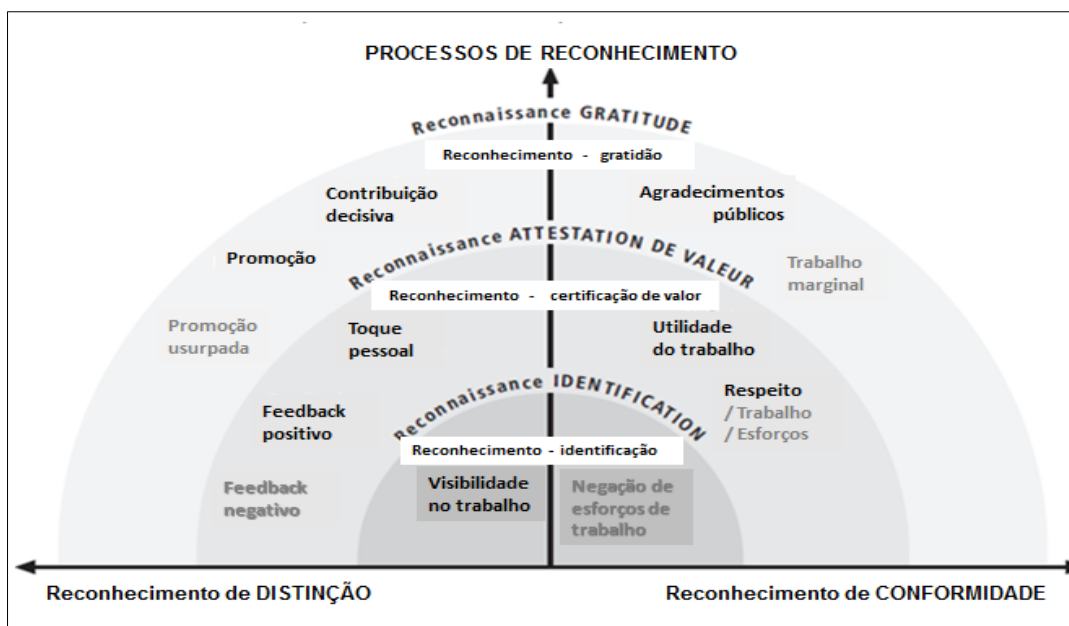 PROCESSOS DE RECONHECIMENTO
Reconnaissance GRATITUDE
Reconhecimento - gratidão
Contribuição
decisiva
Agradecimentos
públicos
Promoção
Reconnaissance ATTESTATION DE VALEUR
Trabalho
marginal
Reconhecimento - certificação de valor
Promoção
usurpada
Toque
pessoal
Utilidade
do trabalho
Reconnaissance IDENTIFICATION
Feedback
positivo
Respeito
/ Trabalho
/ Esforços
Reconhecimento - identificação
Feedback
negativo
Visibilidade
no trabalho
Negação de
esforços de
trabalho
Reconhecimento de DISTINÇÃO
Reconhecimento de CONFORMIDADE